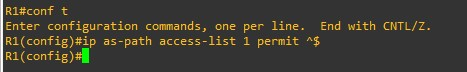 R1#conf t
Enter configuration commands, one per line.  End with CNTL/Z.
R1(config)#ip as-path access-list 1 permit ^$
R1(config)#